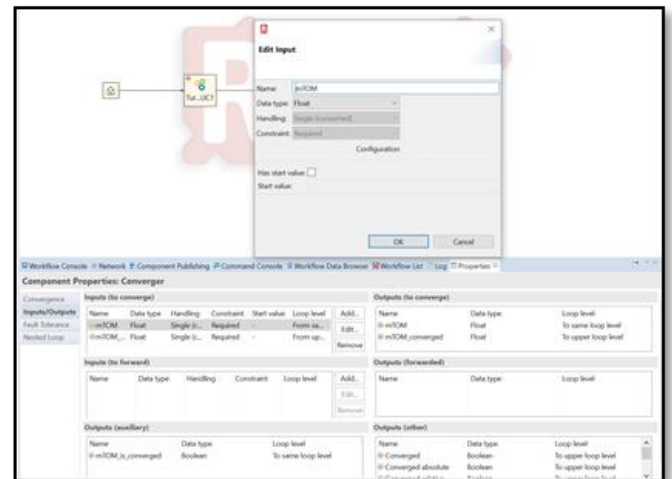 Edit Input
Name: mTOM
Data type: Float
Handling: Single (consumed)
Constraint: Required
Configuration
Has start value:
Start value:
OK Cancel
Tur...UC1
Workflow Console Network Component Publishing Command Console Workflow Data Browser Workflow List Log Properties
Component Properties: Converger
Convergence
Inputs/Outputs
Fault Tolerance
Nested Loop
Inputs (to converge)
Name Data type Handling Constraint Start value Loop level
mTOM Float Single (c... Required - From sa...
mTOM_... Float Single (c... Required - From up...
Add...
Edit...
Remove
Outputs (to converge)
Name Data type Loop level
mTOM Float To same loop level
mTOM_converged Float To upper loop level
Inputs (to forward)
Name Data type Handling Constraint Loop level
Add...
Edit...
Remove
Outputs (forwarded)
Name Data type Loop level
Outputs (auxiliary)
Name Data type Loop level
mTOM_is_converged Boolean To same loop level
Outputs (other)
Name Data type Loop level
Converged Boolean To upper loop level
Converged absolute Boolean To upper loop level